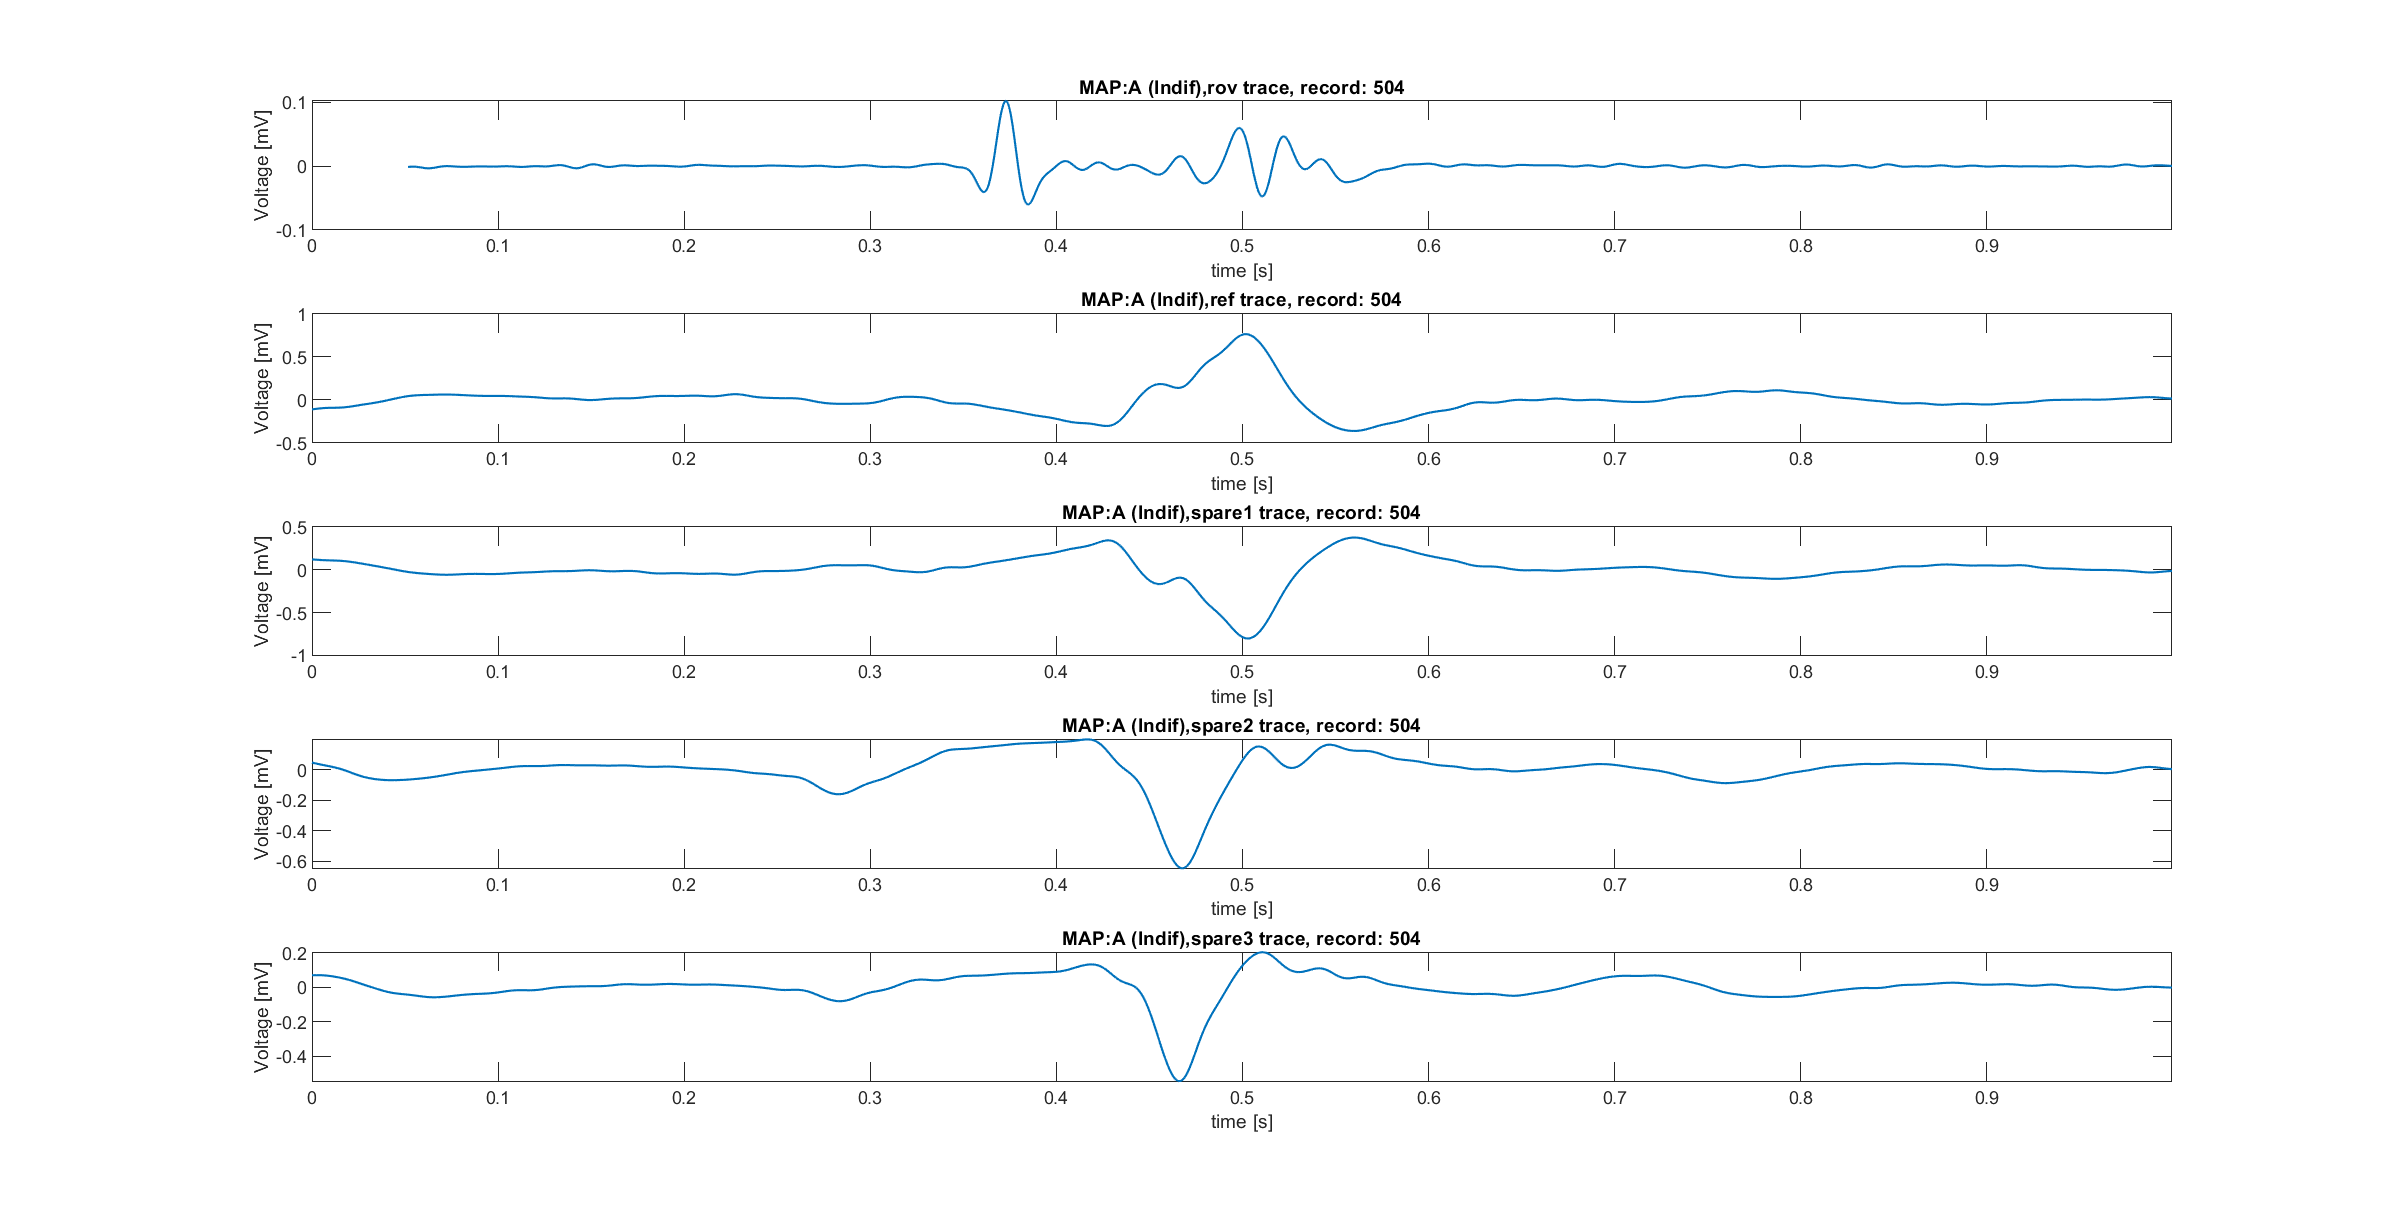 MAP:A (Indif),rov trace, record: 504
Voltage [mV]
0.1
0
-0.1
0 0.1 0.2 0.3 0.4 0.5 0.6 0.7 0.8 0.9
time [s]
MAP:A (Indif),ref trace, record: 504
Voltage [mV]
1
0.5
0
-0.5
0 0.1 0.2 0.3 0.4 0.5 0.6 0.7 0.8 0.9
time [s]
MAP:A (Indif),spare1 trace, record: 504
Voltage [mV]
0.5
0
-0.5
-1
0 0.1 0.2 0.3 0.4 0.5 0.6 0.7 0.8 0.9
time [s]
MAP:A (Indif),spare2 trace, record: 504
Voltage [mV]
0
-0.2
-0.4
-0.6
0 0.1 0.2 0.3 0.4 0.5 0.6 0.7 0.8 0.9
time [s]
MAP:A (Indif),spare3 trace, record: 504
Voltage [mV]
0.2
0
-0.2
-0.4
0 0.1 0.2 0.3 0.4 0.5 0.6 0.7 0.8 0.9
time [s]